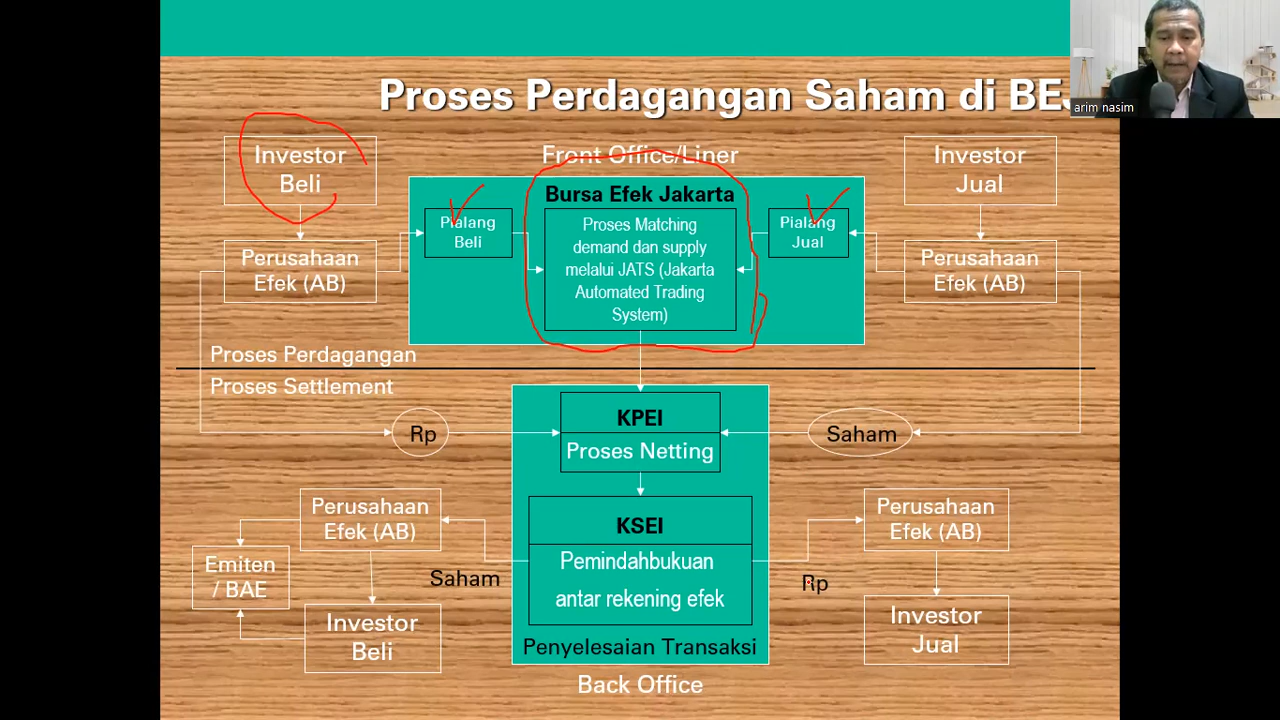 Proses Perdagangan Saham di BE
arim nasim
Investor
Beli
Front Office/Liner
Investor
Jual
Bursa Efek Jakarta
Pialang
Beli
Proses Matching
demand dan supply
melalui JATS (Jakarta
Automated Trading
System)
Pialang
Jual
Perusahaan
Efek (AB)
Perusahaan
Efek (AB)
Proses Perdagangan
Proses Settlement
KPEI
Proses Netting
Rp
Saham
Perusahaan
Efek (AB)
KSEI
Pemindahbukuan
antar rekening efek
Perusahaan
Efek (AB)
Emiten
/ BAE
Saham
Rp
Investor
Beli
Investor
Jual
Penyelesaian Transaksi
Back Office